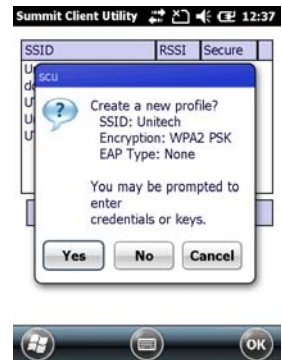 Summit Client Utility 12:37
SSID RSSI Secure
scu
Create a new profile?
SSID: Unitech
Encryption: WPA2 PSK
EAP Type: None
You may be prompted to
enter
credentials or keys.
Yes No Cancel
OK